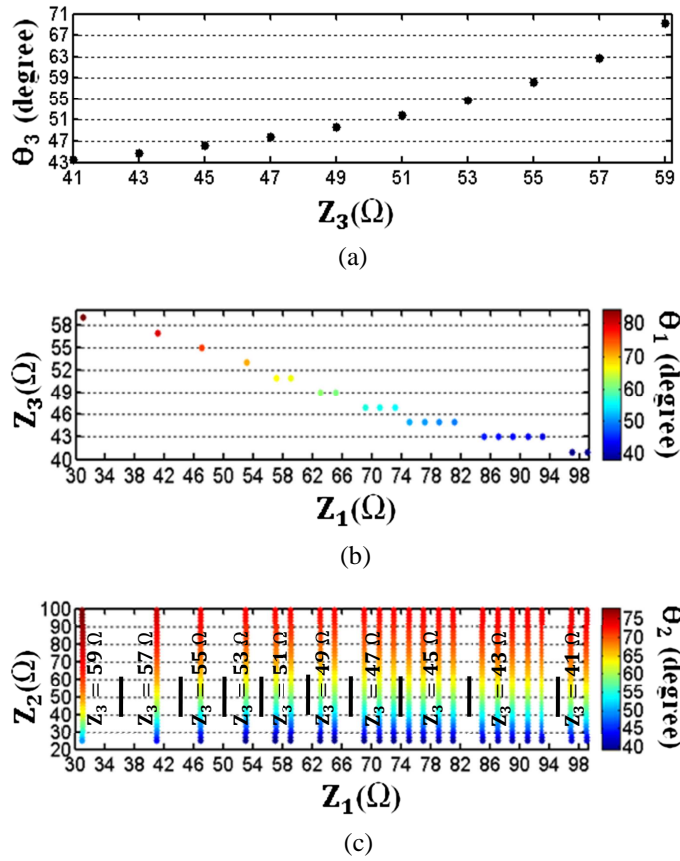 71
67
63
59
55
51
47
43
θ₃ (degree)
41 43 45 47 49 51 53 55 57 59
Z₃(Ω)
(a)
58
55
52
49
46
43
40
Z₃(Ω)
30 34 38 42 46 50 54 58 62 66 70 74 78 82 86 90 94 98
Z₁(Ω)
80
70
60
50
40
θ₁ (degree)
(b)
100
90
80
70
60
50
40
30
20
Z₂(Ω)
Z₃ = 59 Ω
Z₃ = 57 Ω
Z₃ = 55 Ω
Z₃ = 53 Ω
Z₃ = 51 Ω
Z₃ = 49 Ω
Z₃ = 47 Ω
Z₃ = 45 Ω
Z₃ = 43 Ω
Z₃ = 41 Ω
30 34 38 42 46 50 54 58 62 66 70 74 78 82 86 90 94 98
Z₁(Ω)
75
70
65
60
55
50
45
40
θ₂ (degree)
(c)